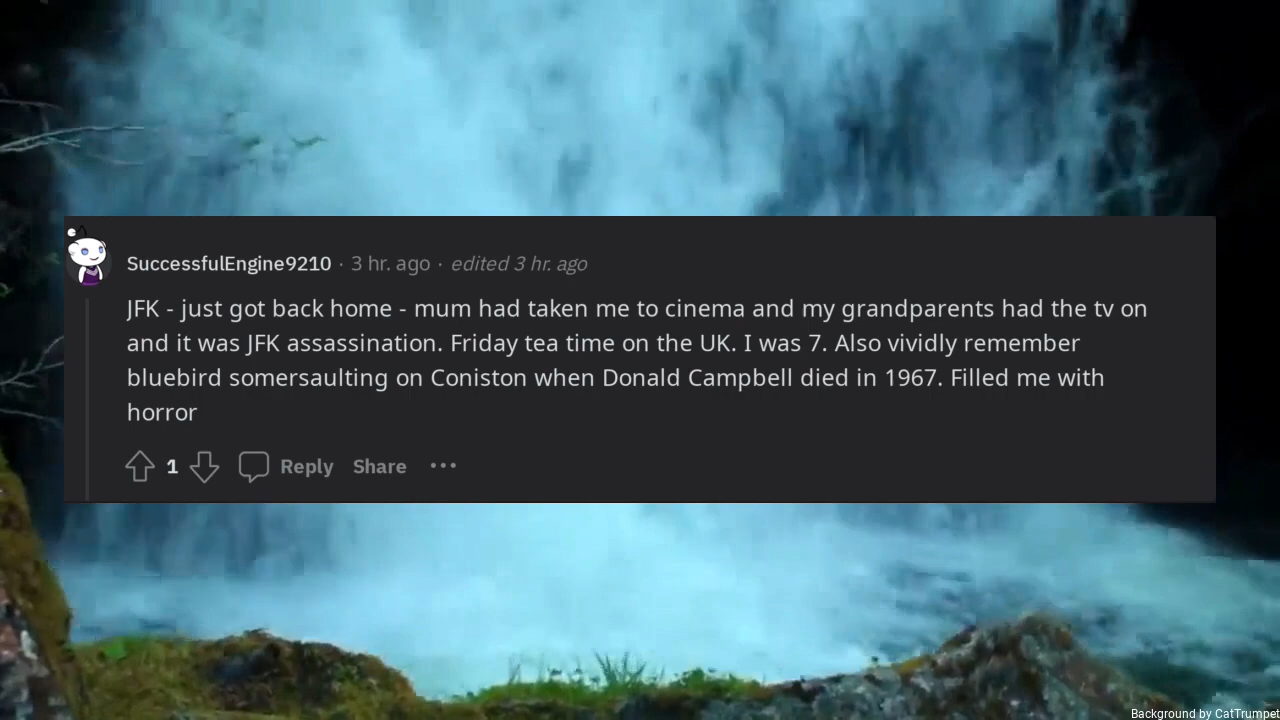 SuccessfulEngine9210 · 3 hr. ago · edited 3 hr. ago
JFK - just got back home - mum had taken me to cinema and my grandparents had the tv on
and it was JFK assassination. Friday tea time on the UK. I was 7. Also vividly remember
bluebird somersaulting on Coniston when Donald Campbell died in 1967. Filled me with
horror
1 Reply Share ···
Background by CatTrumpet